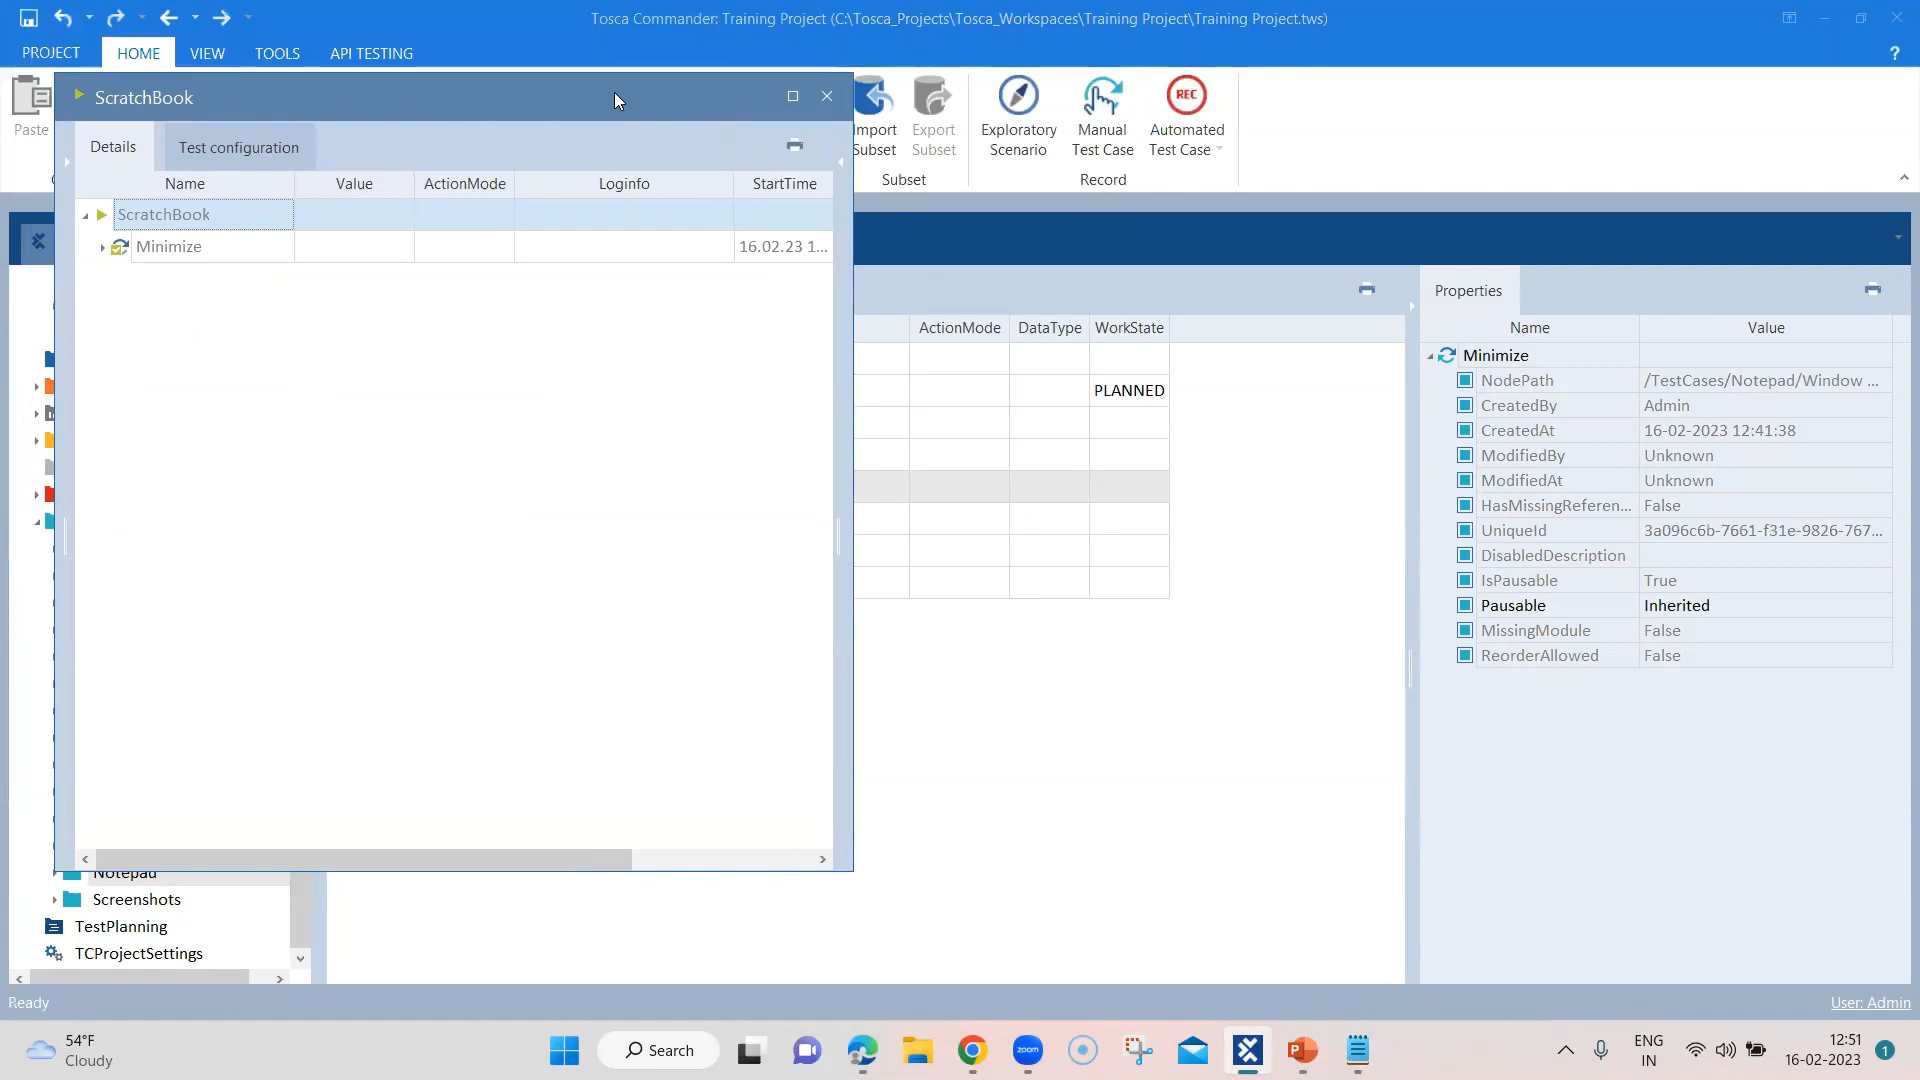 Tosca Commander: Training Project (C:\Tosca_Projects\Tosca_Workspaces\Training Project\Training Project.tws)
PROJECT
HOME
VIEW
TOOLS
API TESTING
?
Paste
ScratchBook
Import
Subset
Export
Subset
Subset
Exploratory
Scenario
Manual
Test Case
REC
Automated
Test Case
Record
Details
Test configuration
Name
Value
ActionMode
Loginfo
StartTime
ScratchBook
Minimize
16.02.23 1...
ActionMode
DataType
WorkState
PLANNED
Properties
Name
Value
Minimize
NodePath
/TestCases/Notepad/Window ...
CreatedBy
Admin
CreatedAt
16-02-2023 12:41:38
ModifiedBy
Unknown
ModifiedAt
Unknown
HasMissingReferen...
False
UniqueId
3a096c6b-7661-f31e-9826-767...
DisabledDescription
IsPausable
True
Pausable
Inherited
MissingModule
False
ReorderAllowed
False
Notepad
Screenshots
TestPlanning
TCProjectSettings
Ready
User: Admin
54°F
Cloudy
Search
zoom
ENG
IN
12:51
16-02-2023
1